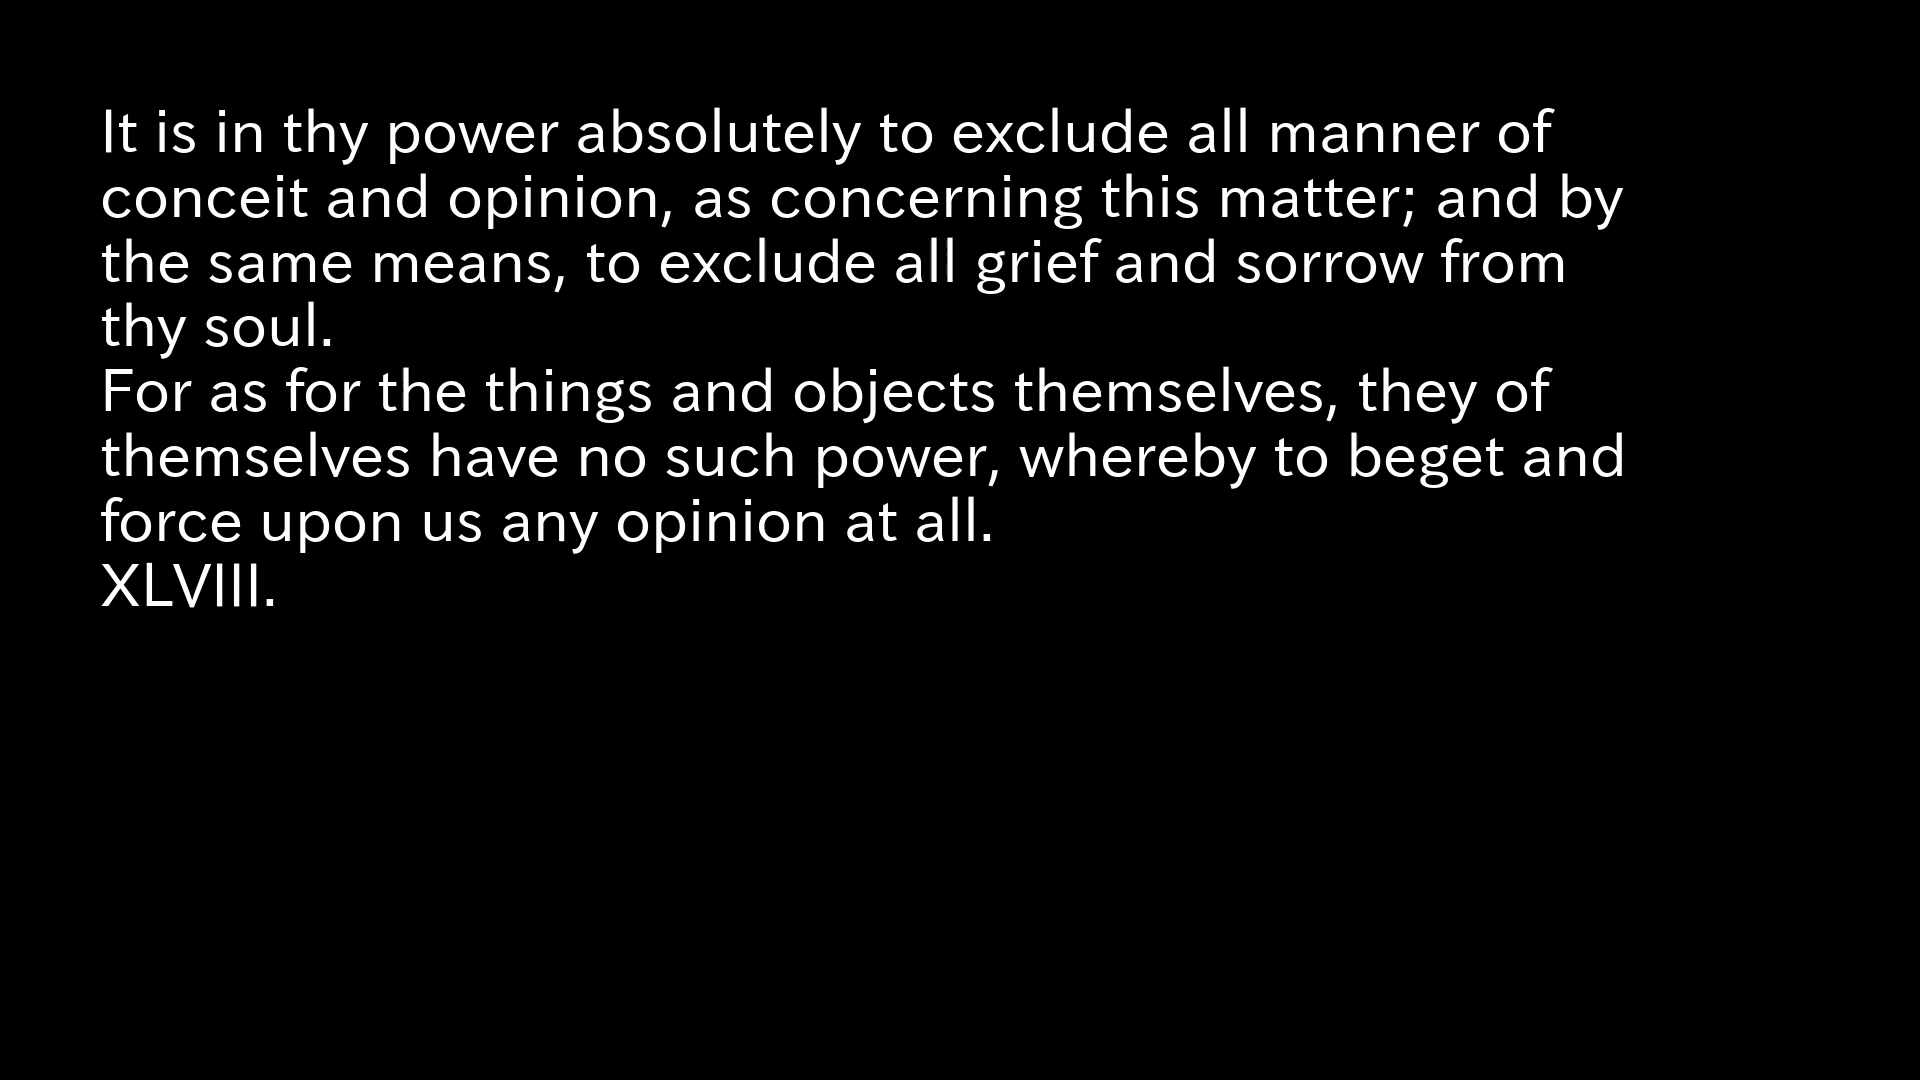 It is in thy power absolutely to exclude all manner of
conceit and opinion, as concerning this matter; and by
the same means, to exclude all grief and sorrow from
thy soul.
For as for the things and objects themselves, they of
themselves have no such power, whereby to beget and
force upon us any opinion at all.
XLVIII.